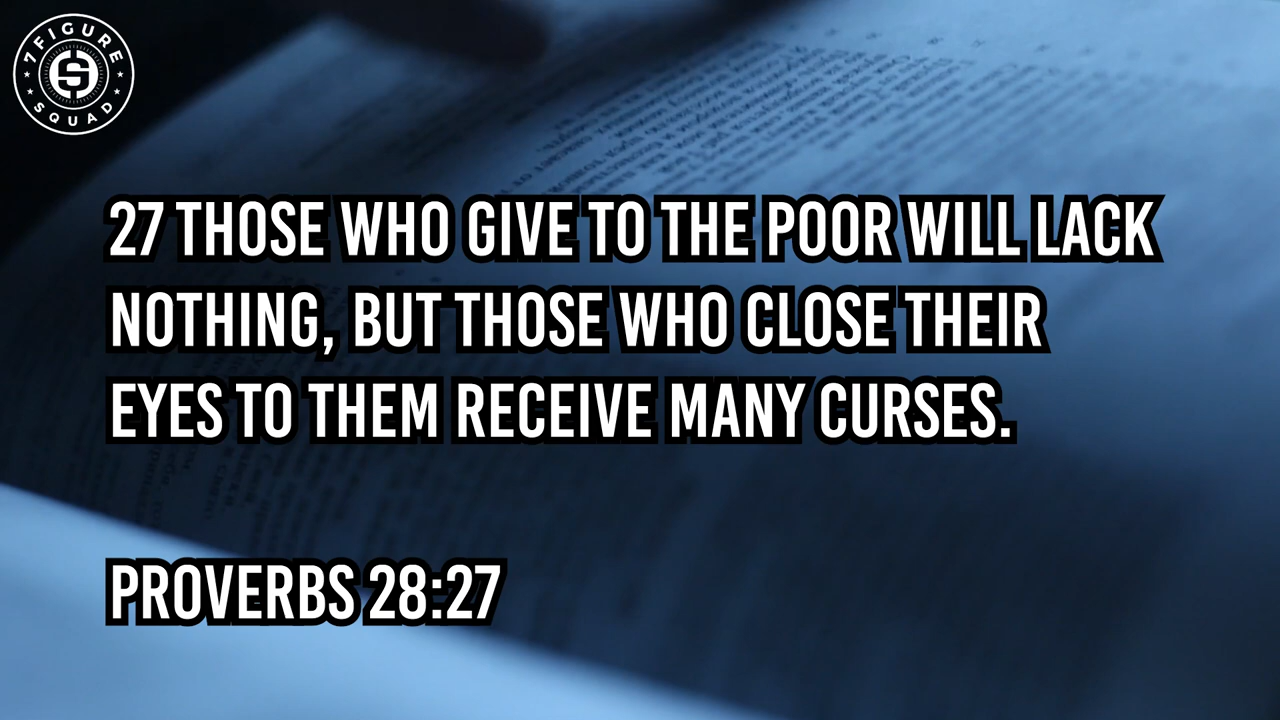 7FIGURE
SQUAD
27 THOSE WHO GIVE TO THE POOR WILL LACK
NOTHING, BUT THOSE WHO CLOSE THEIR
EYES TO THEM RECEIVE MANY CURSES.
PROVERBS 28:27